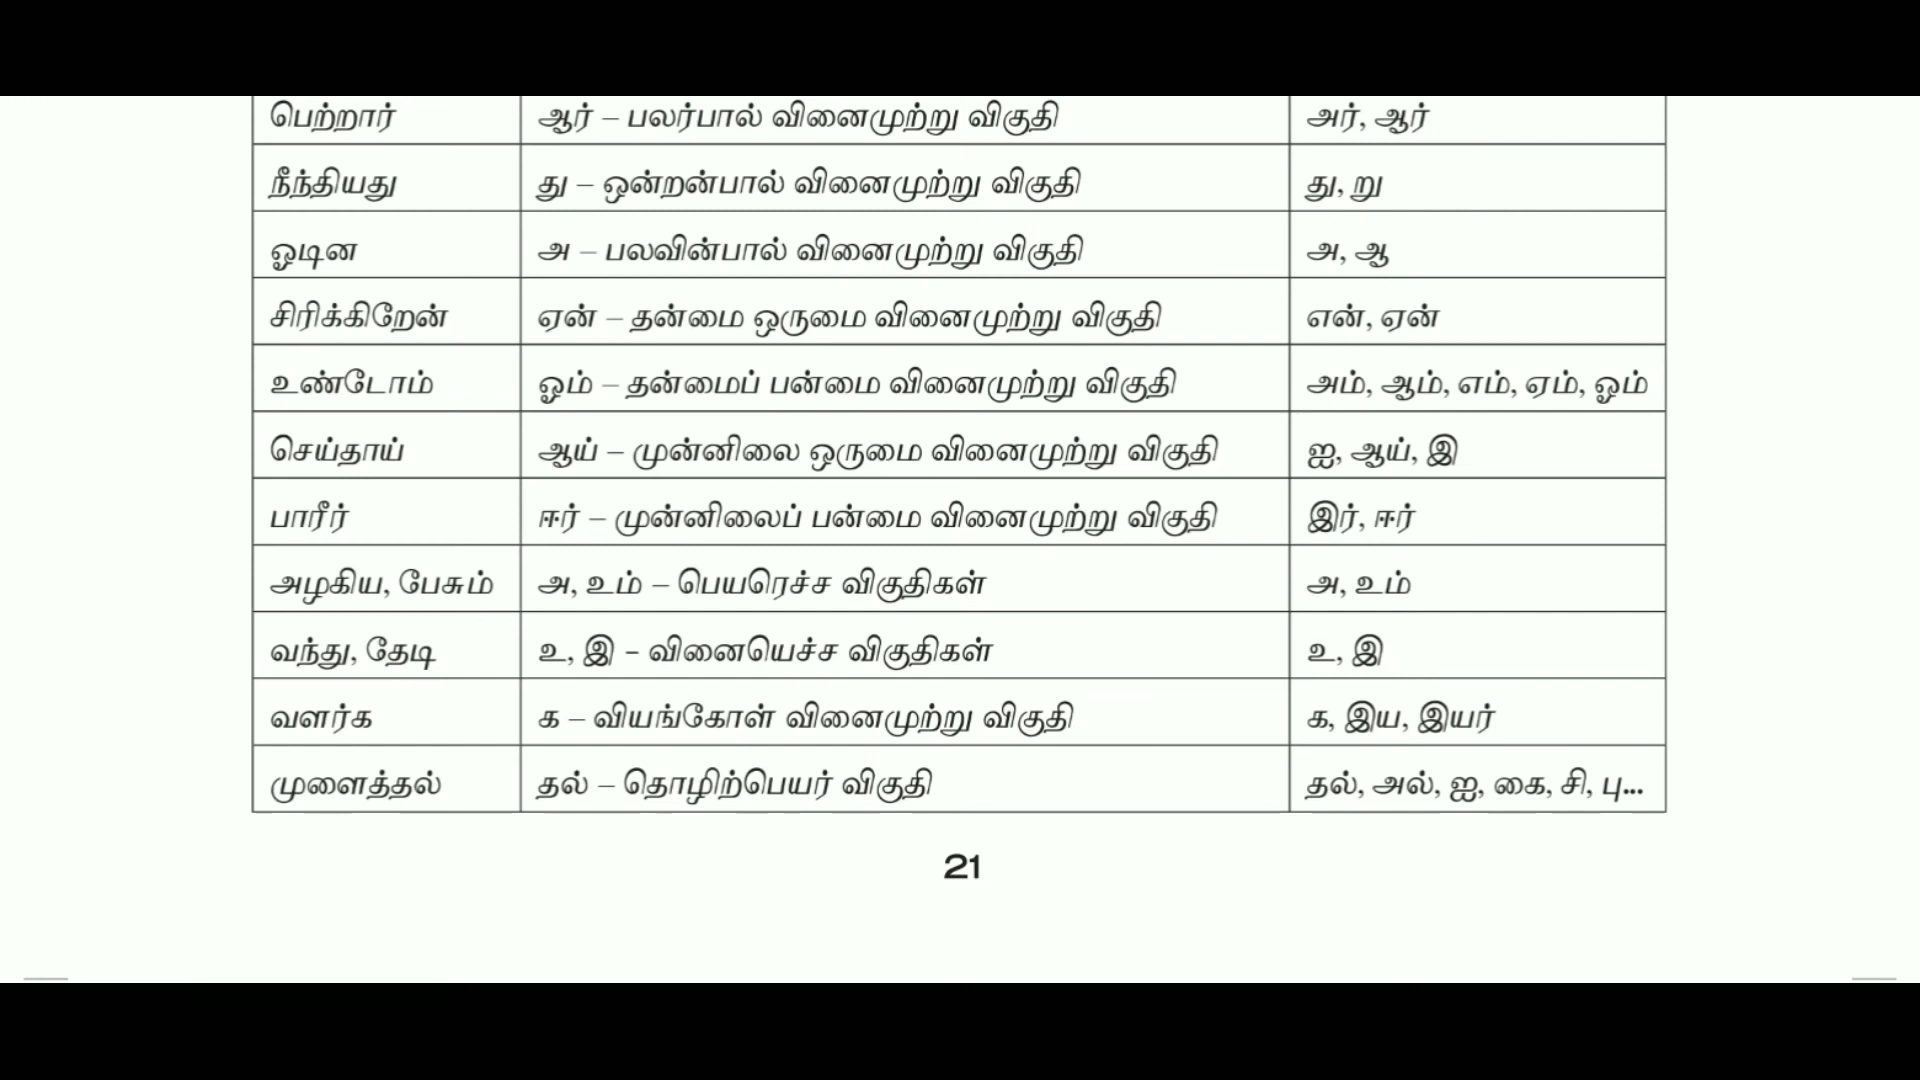 பெற்றார் ஆர் – பலர்பால் வினைமுற்று விகுதி அர், ஆர்
நீந்தியது து – ஒன்றன்பால் வினைமுற்று விகுதி து, று
ஓடின அ – பலவின்பால் வினைமுற்று விகுதி அ, ஆ
சிரிக்கிறேன் ஏன் – தன்மை ஒருமை வினைமுற்று விகுதி என், ஏன்
உண்டோம் ஓம் – தன்மைப் பன்மை வினைமுற்று விகுதி அம், ஆம், எம், ஏம், ஓம்
செய்தாய் ஆய் – முன்னிலை ஒருமை வினைமுற்று விகுதி ஐ, ஆய், இ
பாரீர் ஈர் – முன்னிலைப் பன்மை வினைமுற்று விகுதி இர், ஈர்
அழகிய, பேசும் அ, உம் – பெயரெச்ச விகுதிகள் அ, உம்
வந்து, தேடி உ, இ - வினையெச்ச விகுதிகள் உ, இ
வளர்க க – வியங்கோள் வினைமுற்று விகுதி க, இய, இயர்
முளைத்தல் தல் – தொழிற்பெயர் விகுதி தல், அல், ஐ, கை, சி, பு...
21